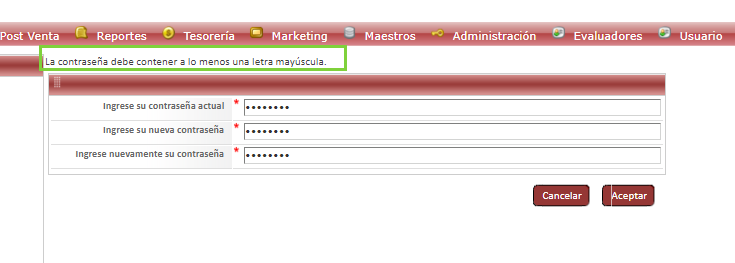 Post Venta Reportes Tesorería Marketing Maestros Administración Evaluadores Usuario
La contraseña debe contener a lo menos una letra mayúscula.
Ingrese su contraseña actual * ••••••••
Ingrese su nueva contraseña * ••••••••
Ingrese nuevamente su contraseña * ••••••••
Cancelar Aceptar